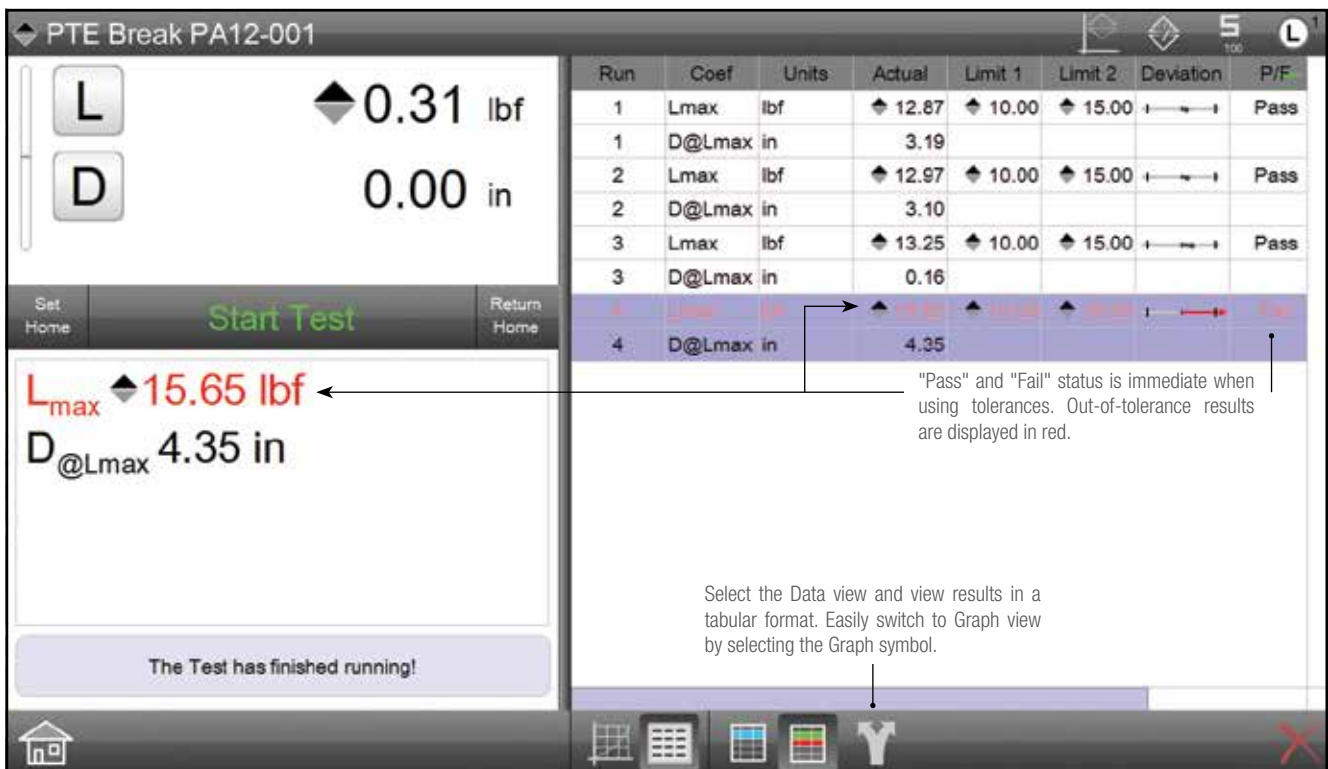 PTE Break PA12-001
S
100
L
1
L
0.31 lbf
D
0.00 in
Set Home
Start Test
Return Home
Lmax 15.65 lbf
D@Lmax 4.35 in
The Test has finished running!
Run Coef Units Actual Limit 1 Limit 2 Deviation P/F
1 Lmax lbf 12.87 10.00 15.00 Pass
1 D@Lmax in 3.19
2 Lmax lbf 12.97 10.00 15.00 Pass
2 D@Lmax in 3.10
3 Lmax lbf 13.25 10.00 15.00 Pass
3 D@Lmax in 0.16
4 D@Lmax in 4.35
"Pass" and "Fail" status is immediate when
using tolerances. Out-of-tolerance results
are displayed in red.
Select the Data view and view results in a
tabular format. Easily switch to Graph view
by selecting the Graph symbol.